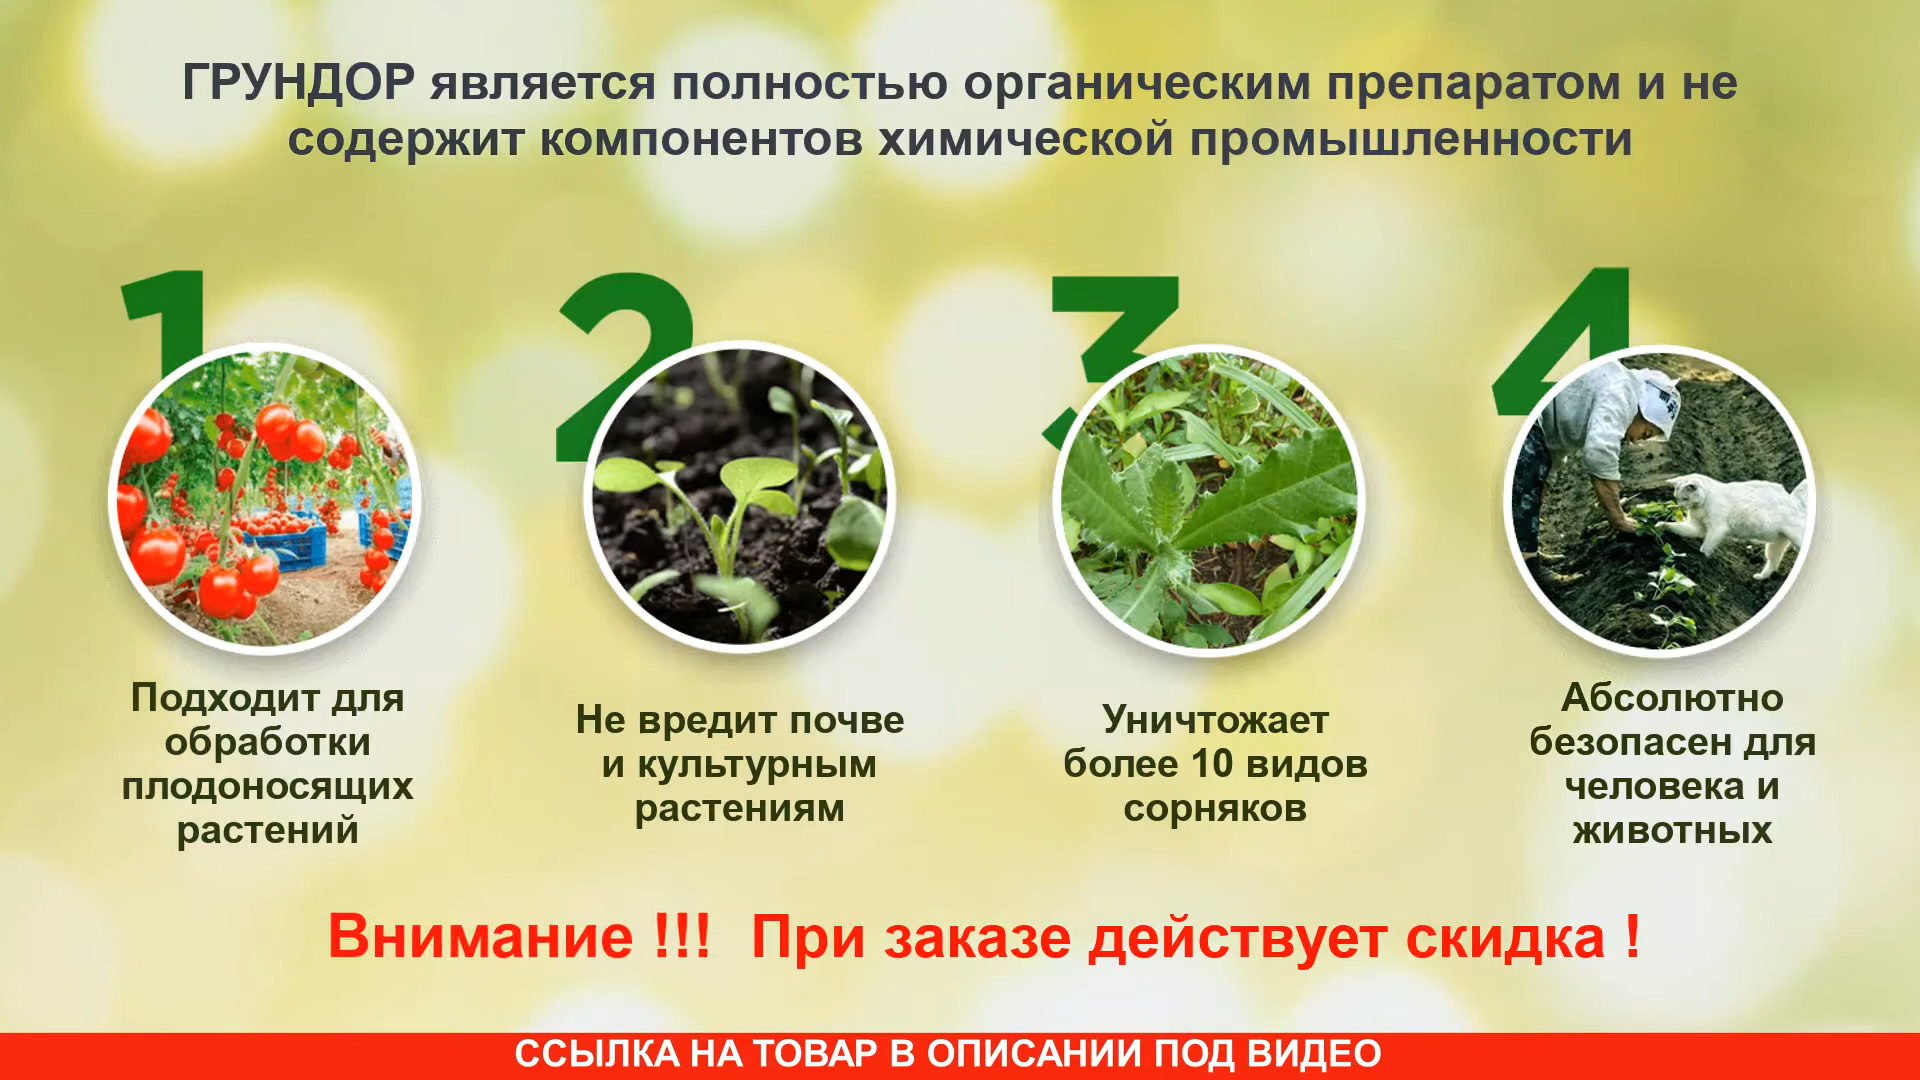 ГРУНДОР является полностью органическим препаратом и не
содержит компонентов химической промышленности
1
2
3
4
Подходит для
обработки
плодоносящих
растений
Не вредит почве
и культурным
растениям
Уничтожает
более 10 видов
сорняков
Абсолютно
безопасен для
человека и
животных
Внимание !!! При заказе действует скидка !
ССЫЛКА НА ТОВАР В ОПИСАНИИ ПОД ВИДЕО